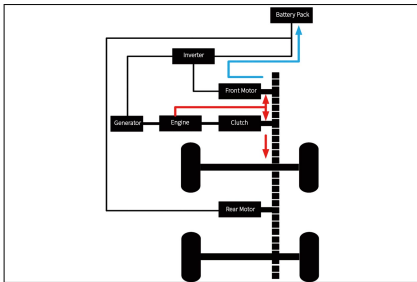 Battery Pack
Inverter
Front Motor
Generator
Engine
Clutch
Rear Motor